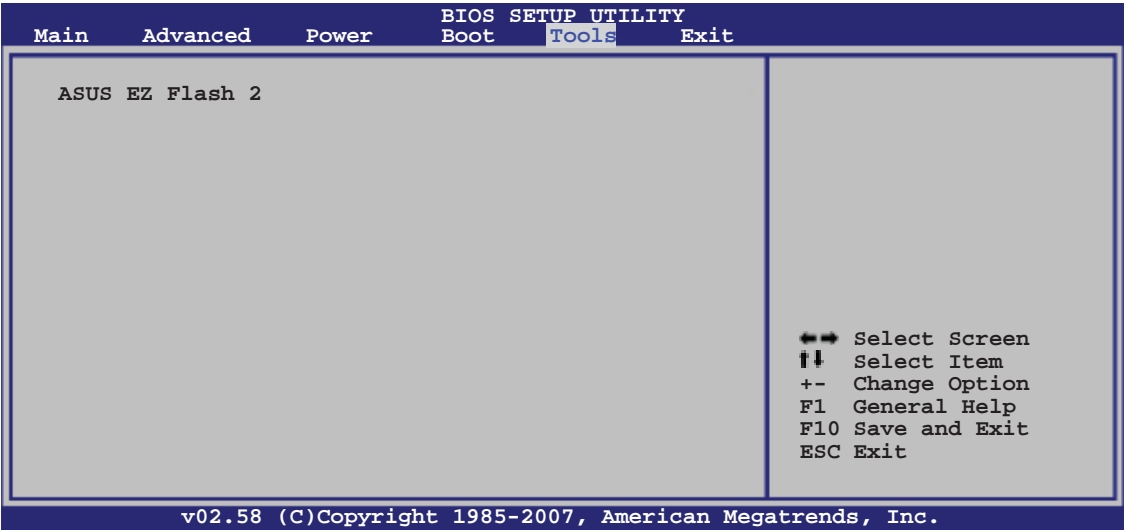 BIOS SETUP UTILITY
Main Advanced Power Boot Tools Exit
ASUS EZ Flash 2
←→ Select Screen
↑↓ Select Item
+- Change Option
F1 General Help
F10 Save and Exit
ESC Exit
v02.58 (C)Copyright 1985-2007, American Megatrends, Inc.